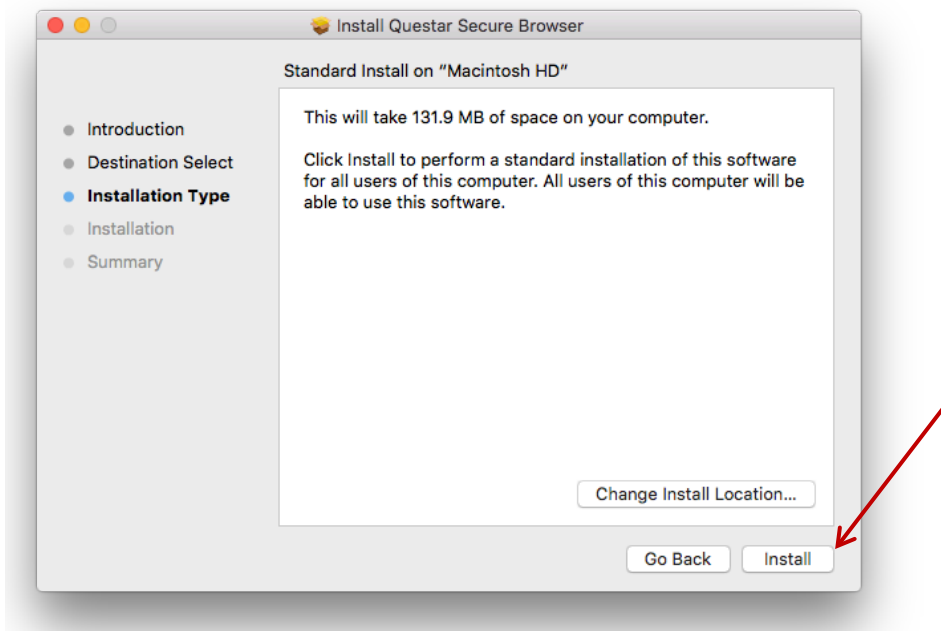 Install Questar Secure Browser
Standard Install on “Macintosh HD”
Introduction
Destination Select
Installation Type
Installation
Summary
This will take 131.9 MB of space on your computer.
Click Install to perform a standard installation of this software
for all users of this computer. All users of this computer will be
able to use this software.
Change Install Location...
Go Back
Install